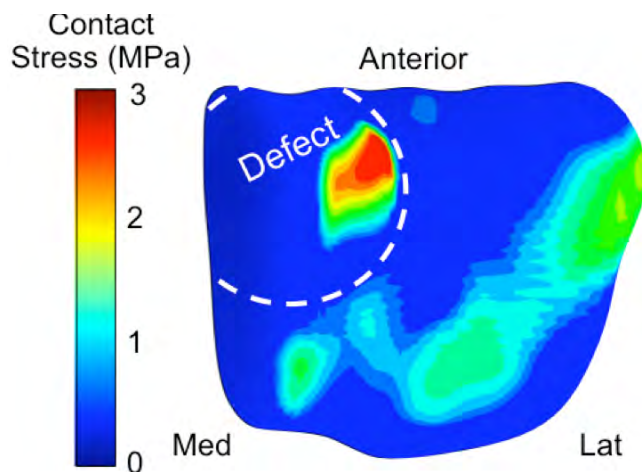 Contact
Stress (MPa)
Anterior
3
Defect
2
1
0
Med
Lat